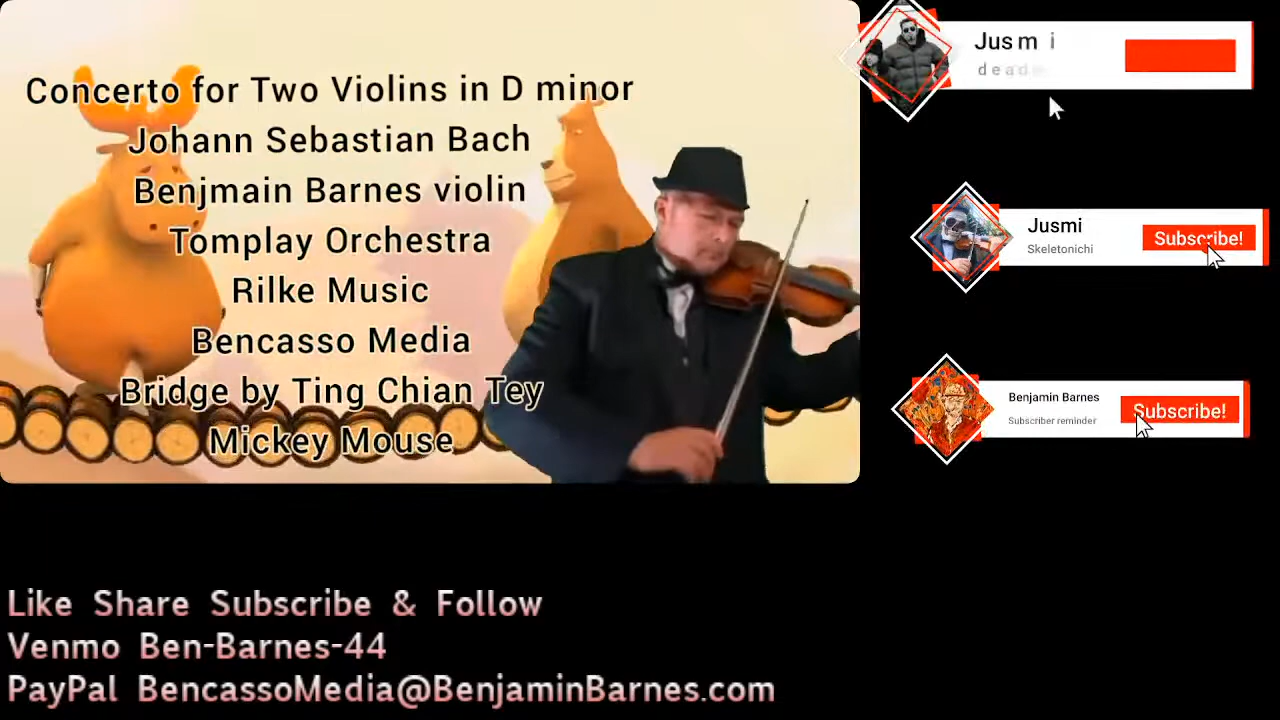 Concerto for Two Violins in D minor
Johann Sebastian Bach
Benjmain Barnes violin
Tomplay Orchestra
Rilke Music
Bencasso Media
Bridge by Ting Chian Tey
Mickey Mouse
Jusm i
Jusmi
Skeletonichi
Subscribe!
Benjamin Barnes
Subscriber reminder
Subscribe!
Like Share Subscribe & Follow
Venmo Ben-Barnes-44
PayPal BencassoMedia@BenjaminBarnes.com